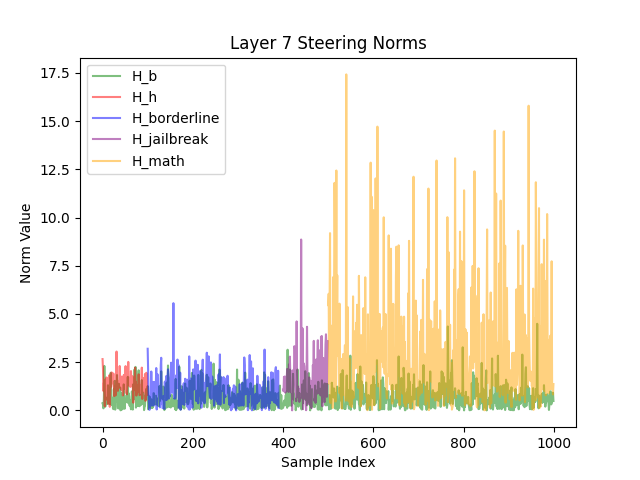 Layer 7 Steering Norms
H_b
H_h
H_borderline
H_jailbreak
H_math
Norm Value
17.5
15.0
12.5
10.0
7.5
5.0
2.5
0.0
0 200 400 600 800 1000
Sample Index